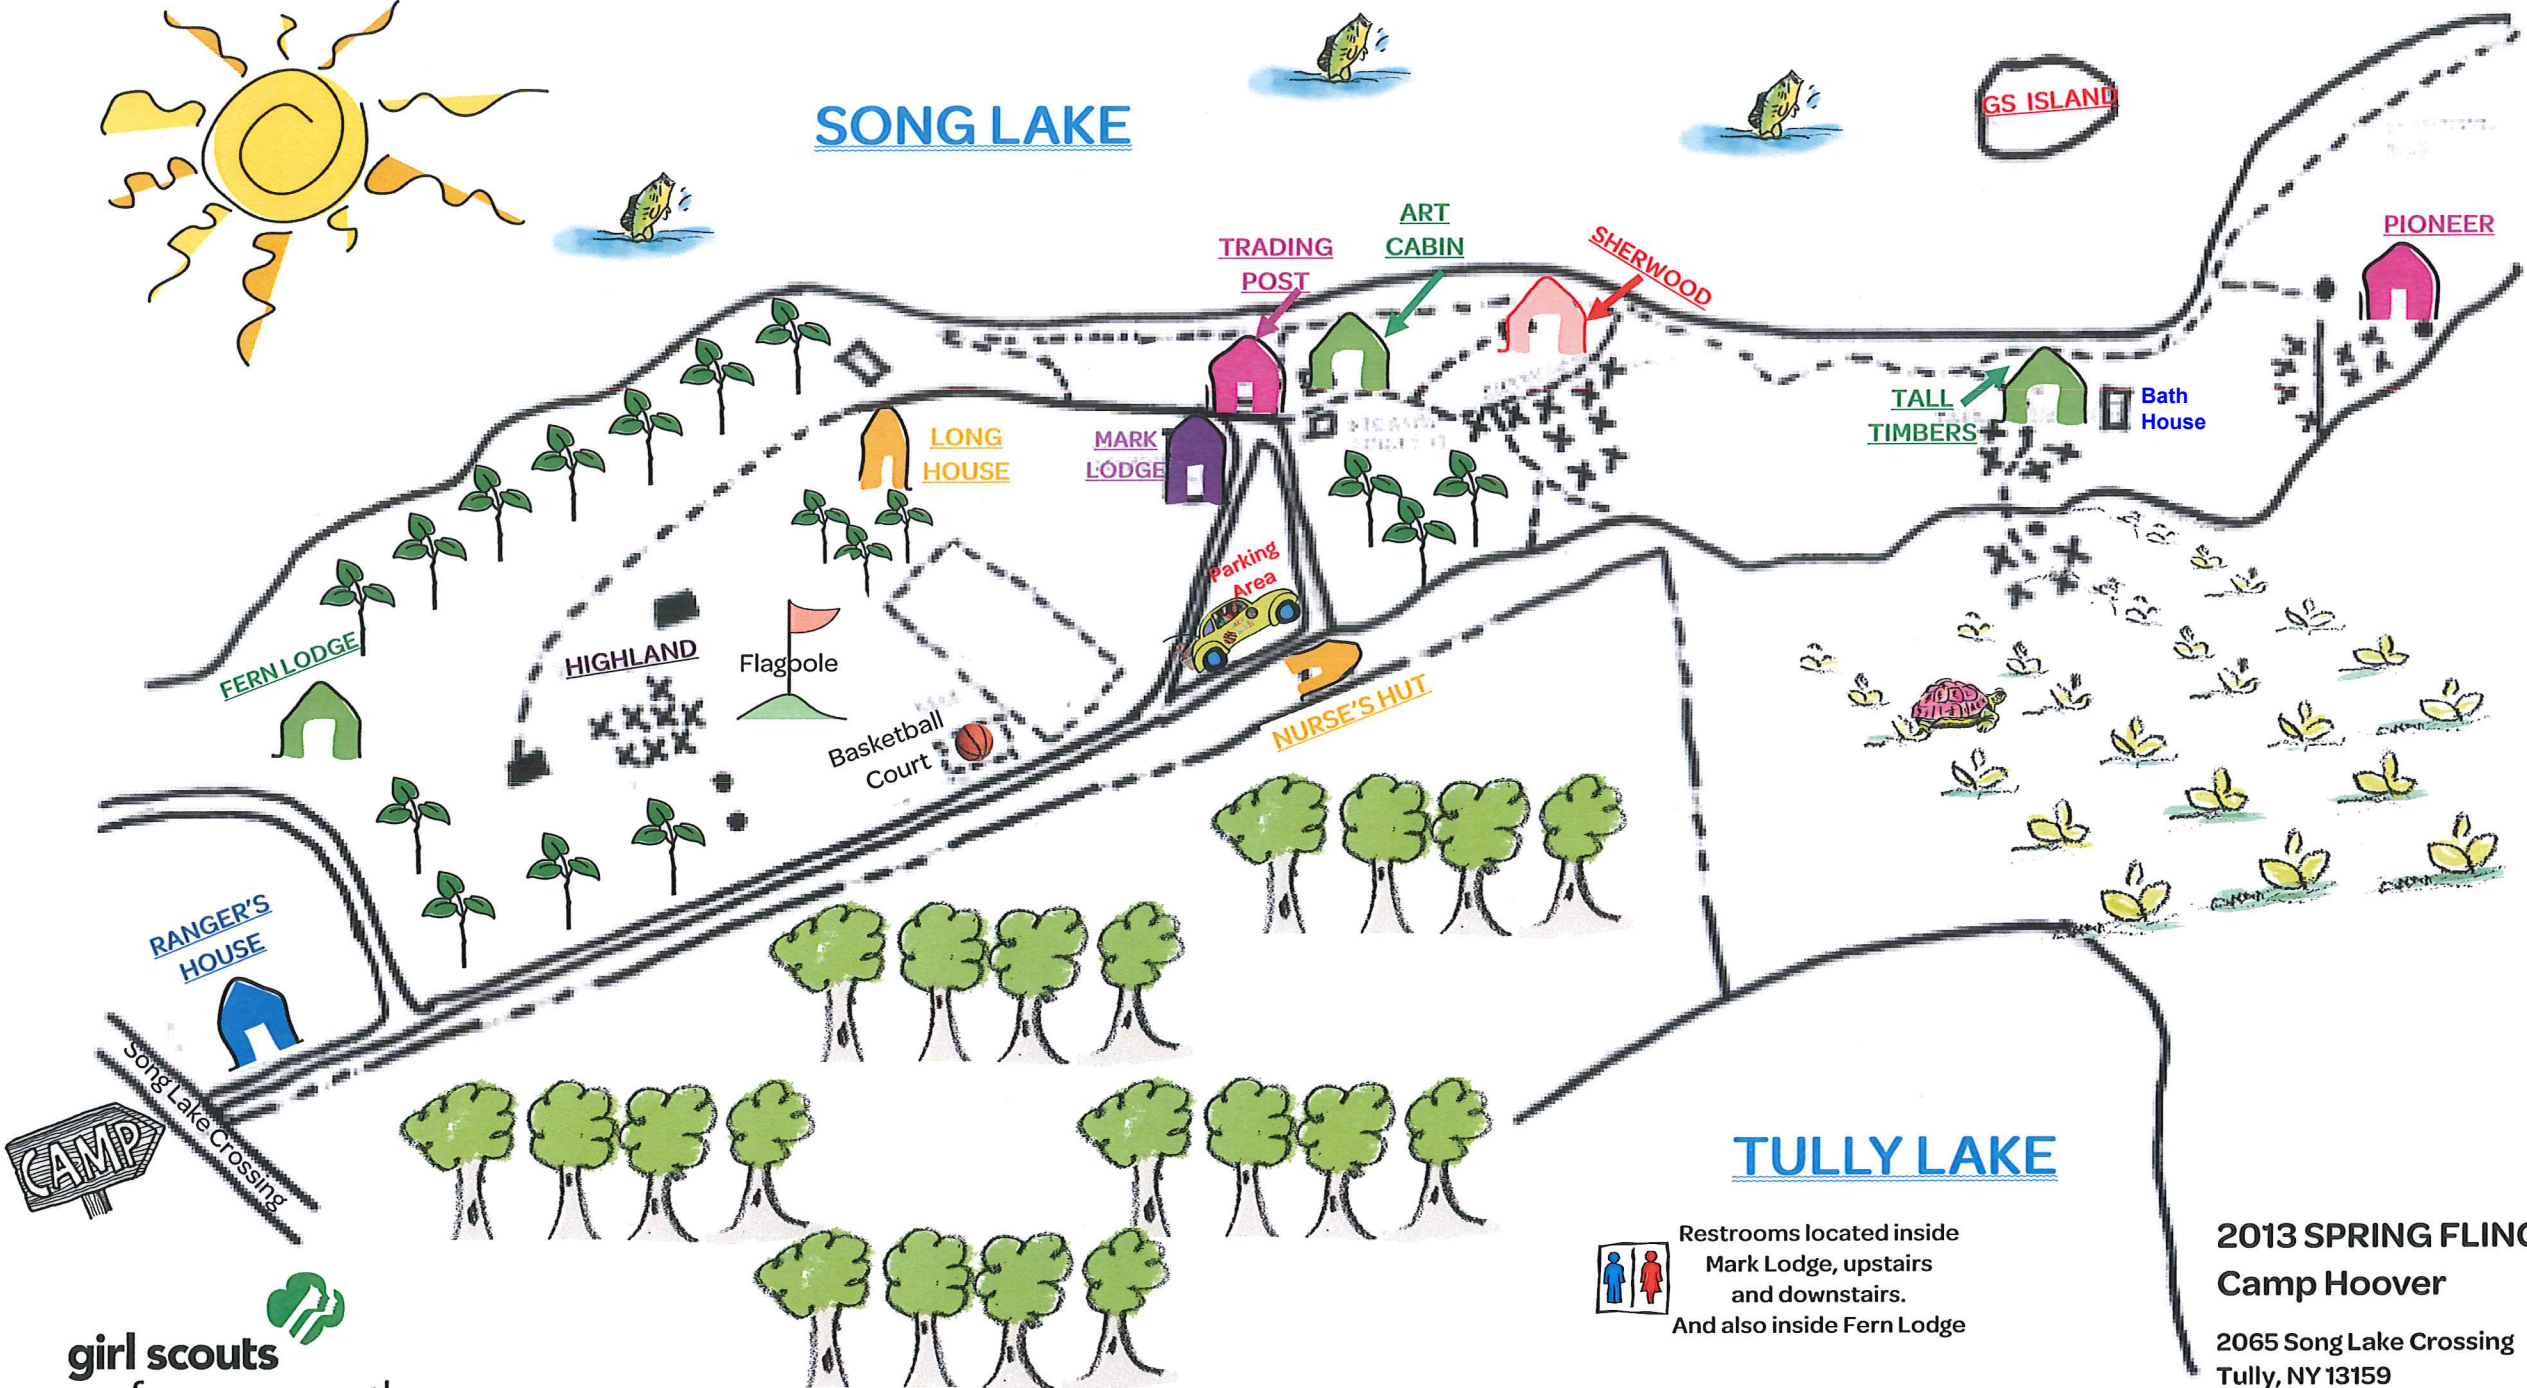 SONG LAKE
GS ISLAND
ART
CABIN
TRADING
POST
SHERWOOD
PIONEER
TALL
TIMBERS
Bath
House
LONG
HOUSE
MARK
LODGE
Parking
Area
FERN LODGE
HIGHLAND
Flagpole
NURSE'S HUT
Basketball
Court
RANGER'S
HOUSE
Song Lake Crossing
CAMP
TULLY LAKE
Restrooms located inside
Mark Lodge, upstairs
and downstairs.
And also inside Fern Lodge
2013 SPRING FLING
Camp Hoover
2065 Song Lake Crossing
Tully, NY 13159
girl scouts